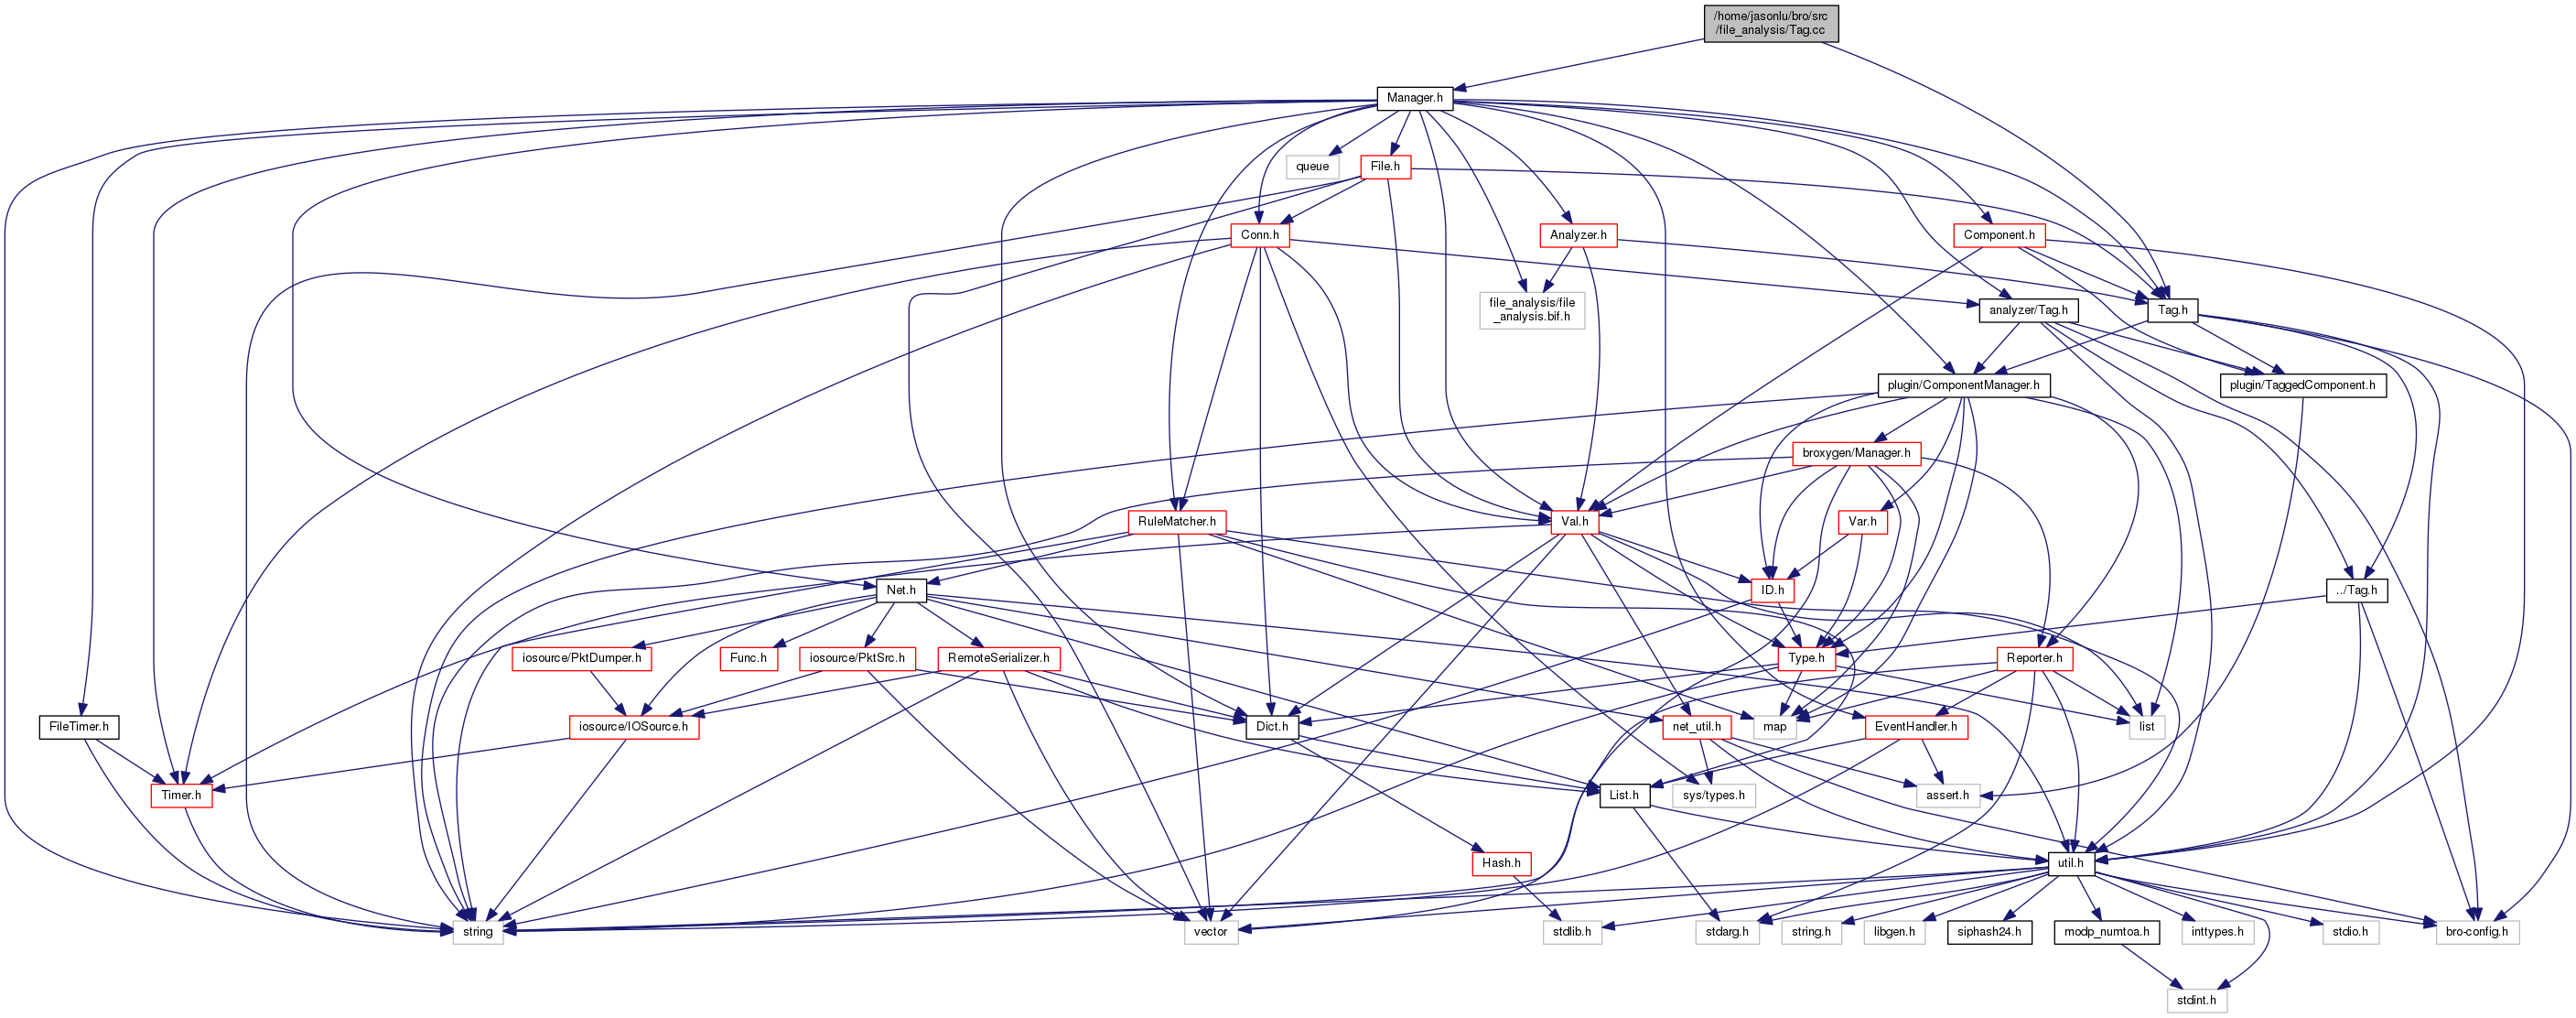 /home/jasonlu/bro/src
/file_analysis/Tag.cc
Manager.h
queue
File.h
Conn.h
Analyzer.h
Component.h
file_analysis/file
_analysis.bif.h
analyzer/Tag.h
Tag.h
plugin/ComponentManager.h
plugin/TaggedComponent.h
broxygen/Manager.h
RuleMatcher.h
Val.h
Var.h
Net.h
ID.h
../Tag.h
iosource/PktDumper.h
Func.h
iosource/PktSrc.h
RemoteSerializer.h
Type.h
Reporter.h
FileTimer.h
iosource/IOSource.h
Dict.h
net_util.h
map
EventHandler.h
list
Timer.h
List.h
sys/types.h
assert.h
Hash.h
util.h
string
vector
stdlib.h
stdarg.h
string.h
libgen.h
siphash24.h
modp_numtoa.h
inttypes.h
stdio.h
bro-config.h
stdint.h